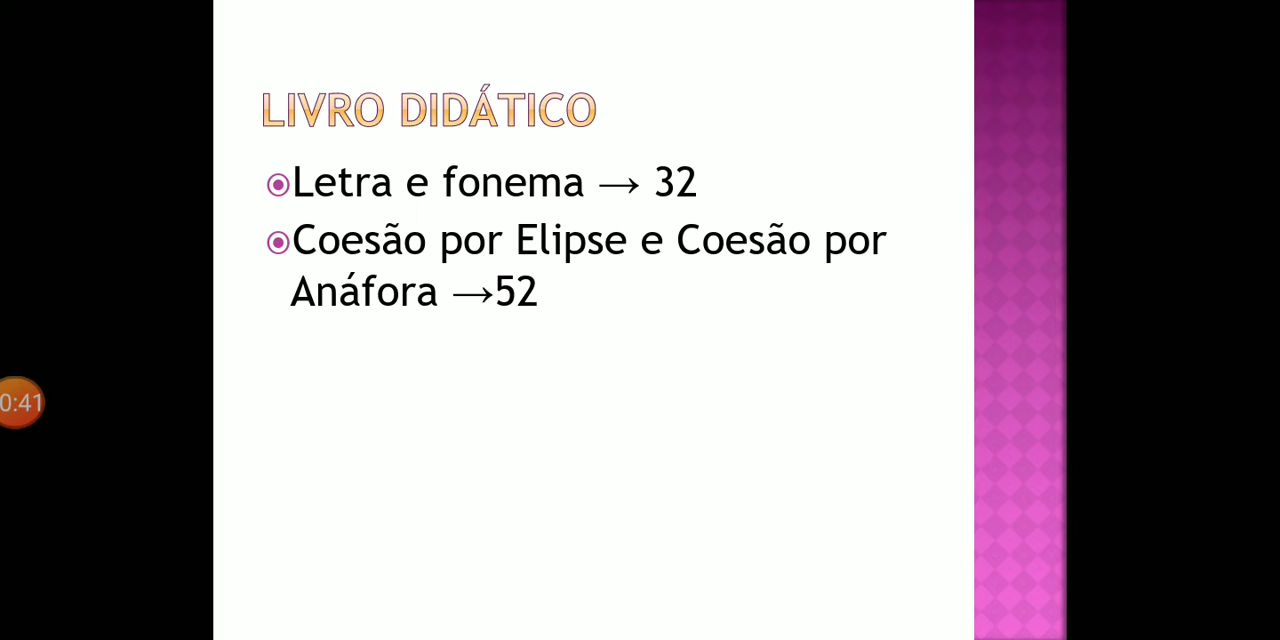 LIVRO DIDÁTICO
Letra e fonema → 32
Coesão por Elipse e Coesão por
Anáfora →52
0:41